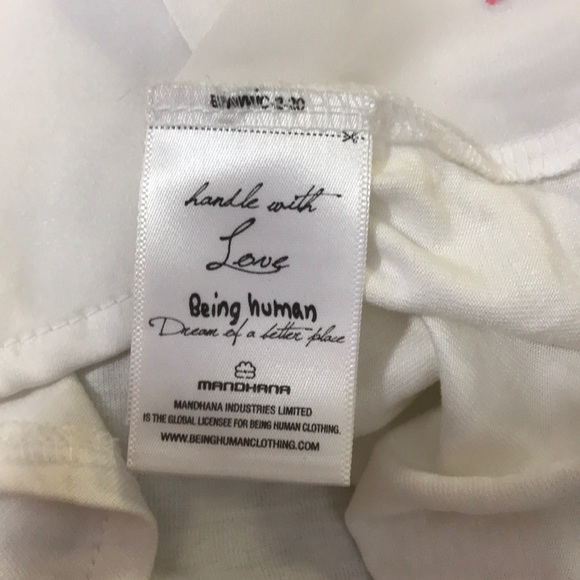 handle with
Love
Being human
Dream of a better place
MANDHANA
MANDHANA INDUSTRIES LIMITED
IS THE GLOBAL LICENSEE FOR BEING HUMAN CLOTHING.
WWW.BEINGHUMANCLOTHING.COM